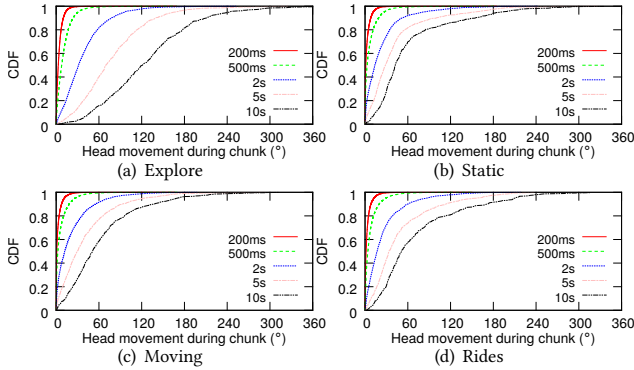 CDF
1
0.8
0.6
0.4
0.2
0
200ms
500ms
2s
5s
10s
0 60 120 180 240 300 360
Head movement during chunk (°)
(a) Explore
CDF
1
0.8
0.6
0.4
0.2
0
200ms
500ms
2s
5s
10s
0 60 120 180 240 300 360
Head movement during chunk (°)
(b) Static
CDF
1
0.8
0.6
0.4
0.2
0
200ms
500ms
2s
5s
10s
0 60 120 180 240 300 360
Head movement during chunk (°)
(c) Moving
CDF
1
0.8
0.6
0.4
0.2
0
200ms
500ms
2s
5s
10s
0 60 120 180 240 300 360
Head movement during chunk (°)
(d) Rides